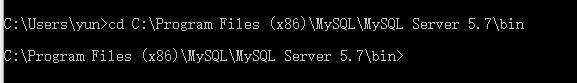 C:\Users\yun>cd C:\Program Files (x86)\MySQL\MySQL Server 5.7\bin
C:\Program Files (x86)\MySQL\MySQL Server 5.7\bin>